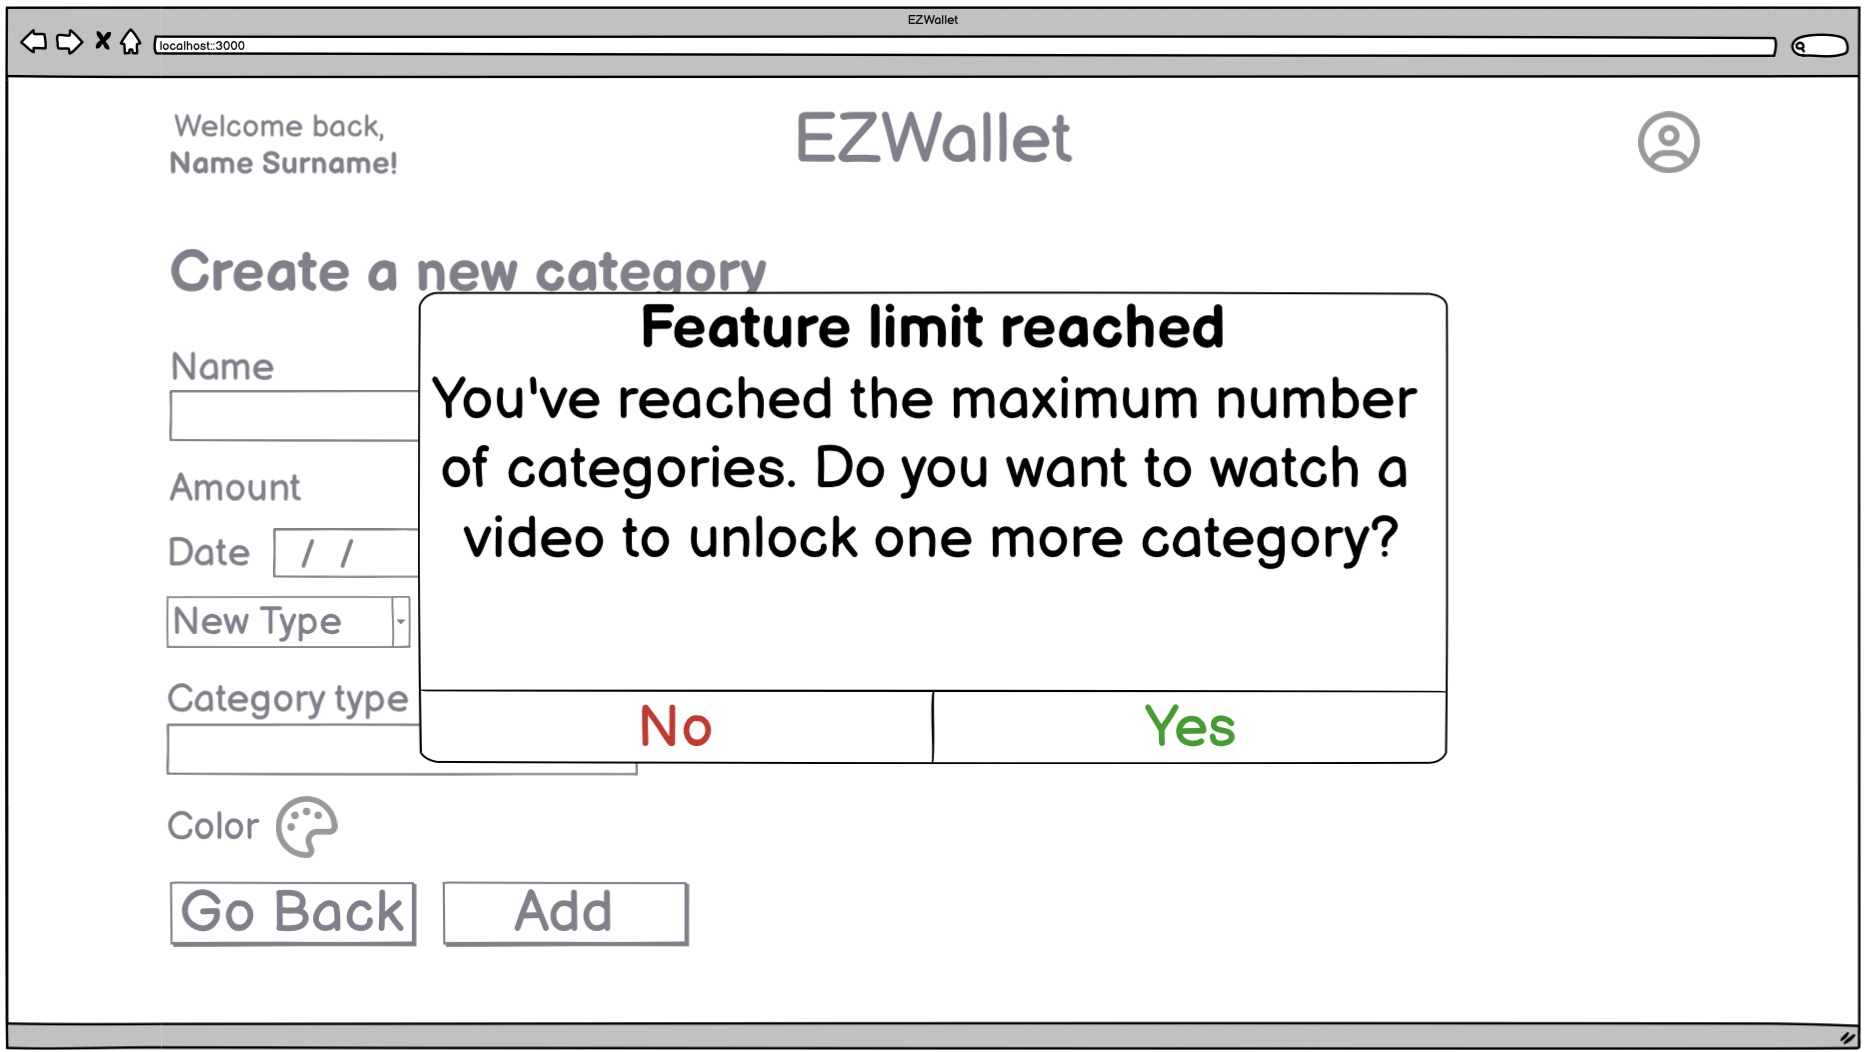 EZWallet
localhost::3000
Welcome back,
Name Surname!
EZWallet
Create a new category
Feature limit reached
You've reached the maximum number
of categories. Do you want to watch a
video to unlock one more category?
No
Yes
Name
Amount
Date / /
New Type
Category type
Color
Go Back
Add